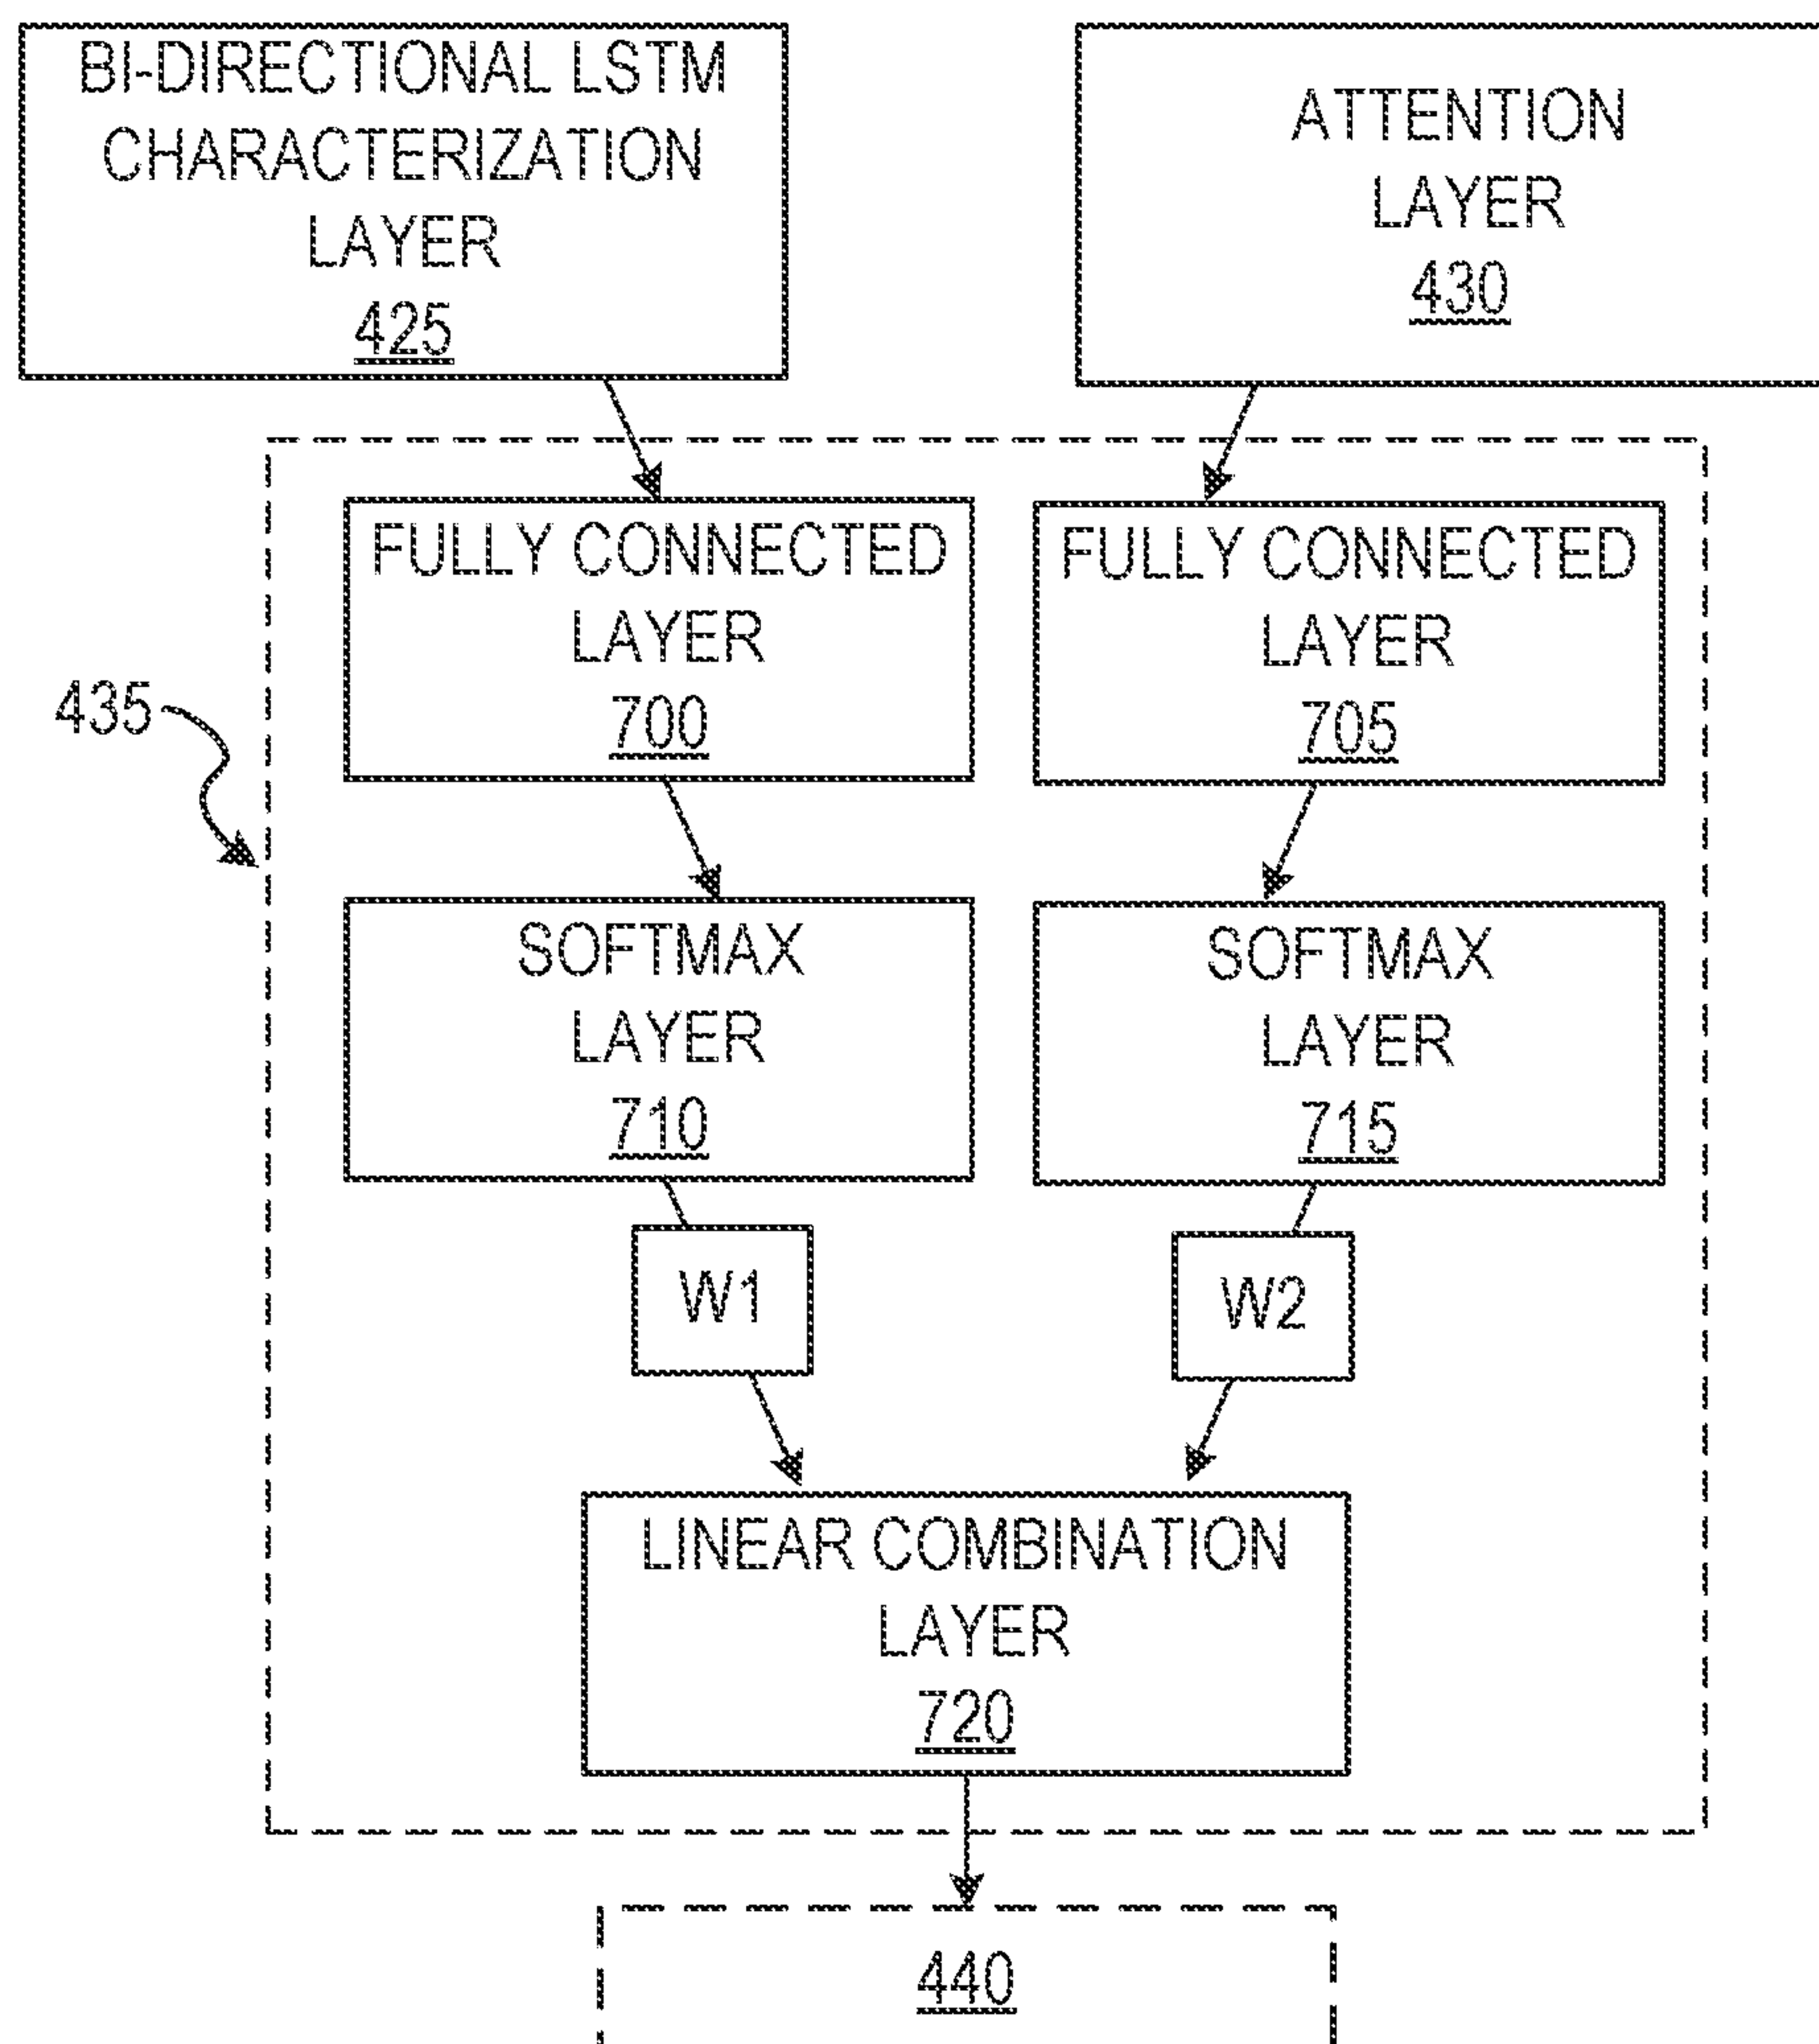 BI-DIRECTIONAL LSTM
CHARACTERIZATION
LAYER
425
ATTENTION
LAYER
430
435
FULLY CONNECTED
LAYER
700
FULLY CONNECTED
LAYER
705
SOFTMAX
LAYER
710
SOFTMAX
LAYER
715
W1
W2
LINEAR COMBINATION
LAYER
720
440